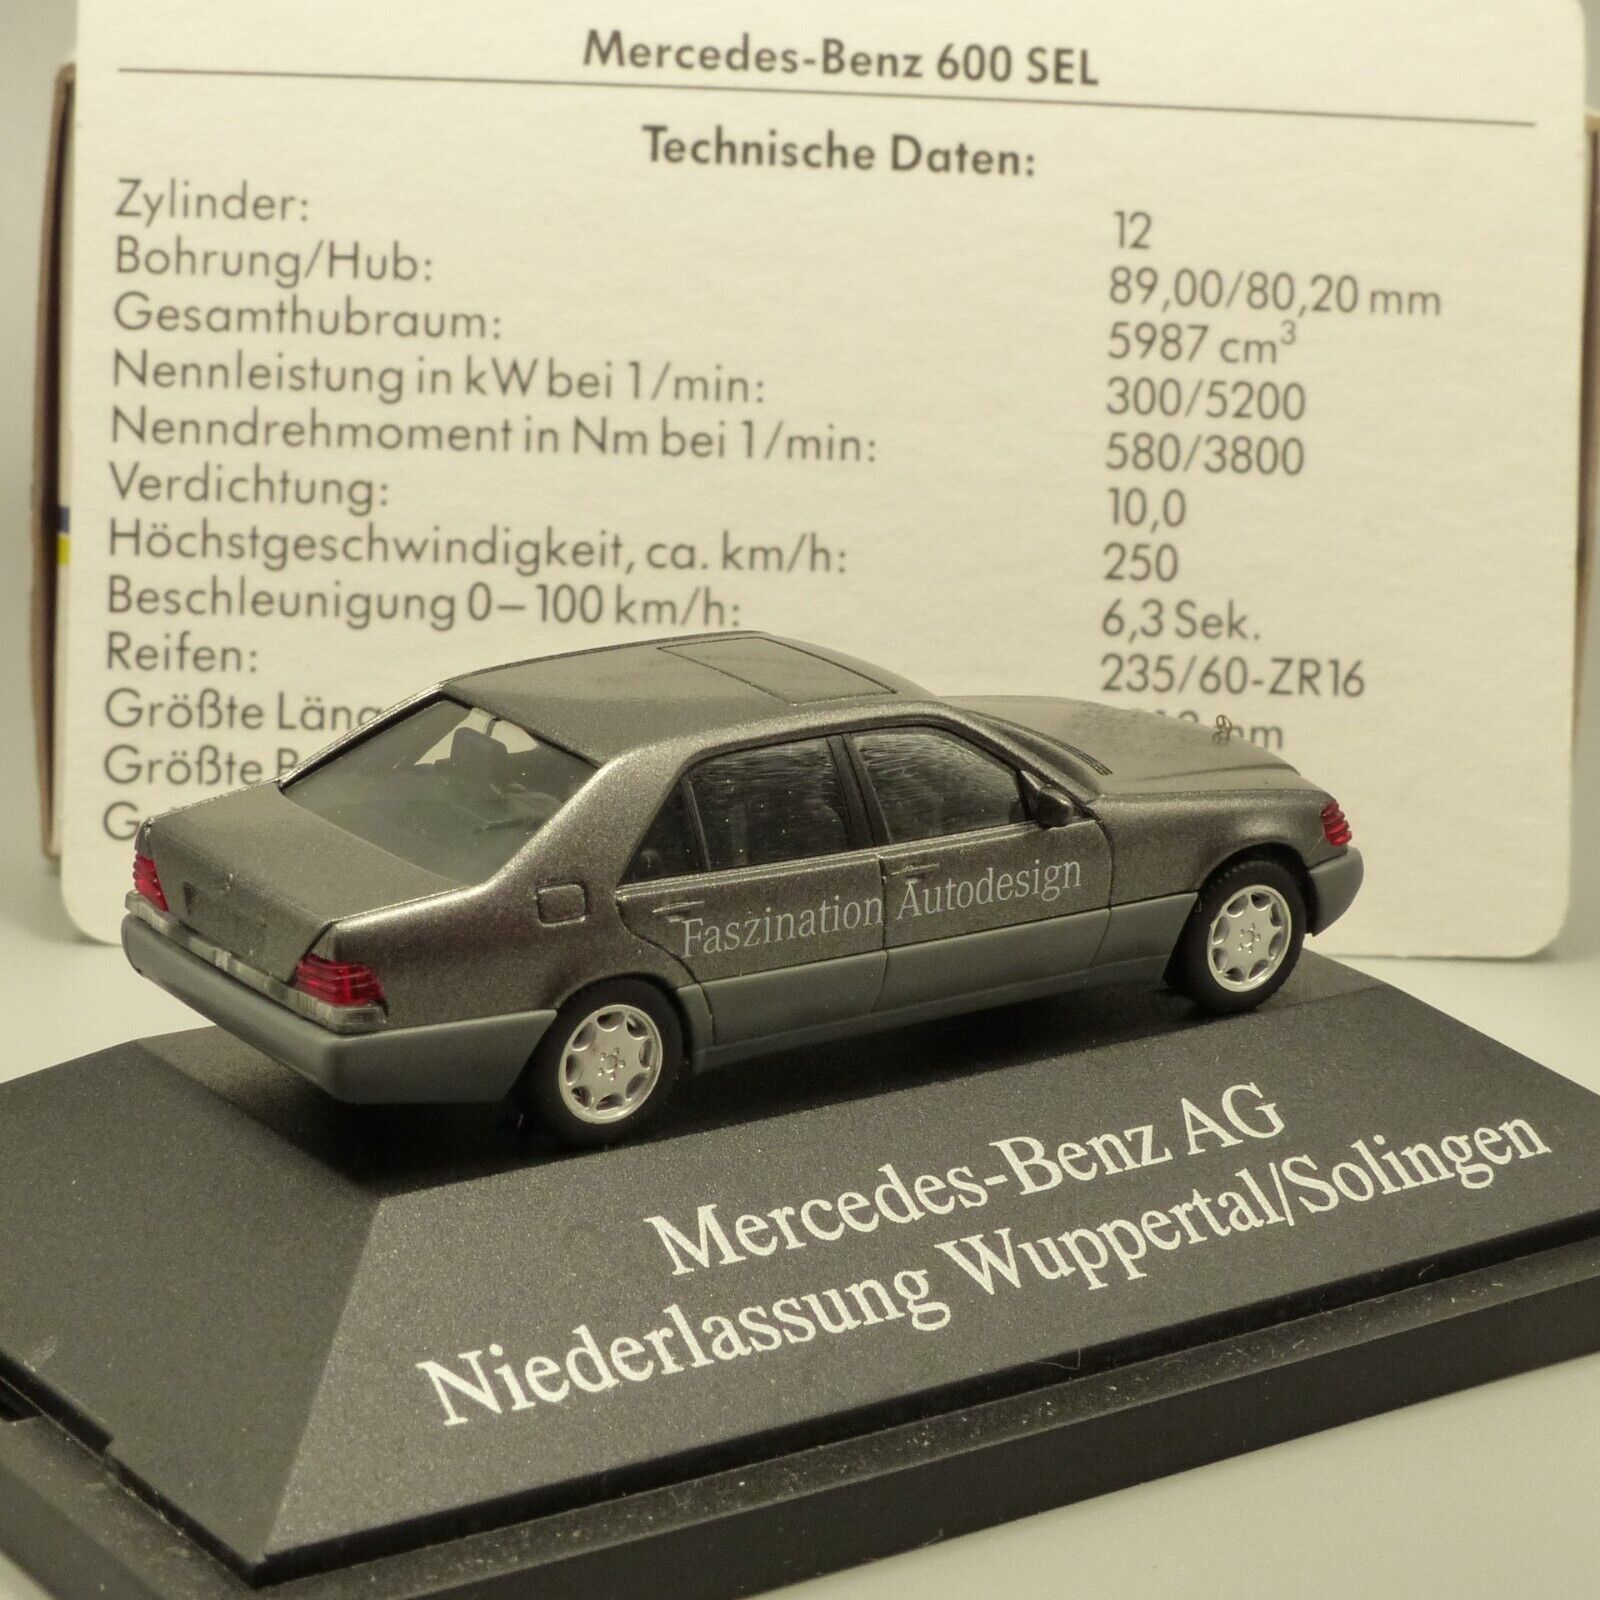 Mercedes-Benz 600 SEL
Technische Daten:
Zylinder: 12
Bohrung/Hub: 89,00/80,20 mm
Gesamthubraum: 5987 cm³
Nennleistung in kW bei 1/min: 300/5200
Nenndrehmoment in Nm bei 1/min: 580/3800
Verdichtung: 10,0
Höchstgeschwindigkeit, ca. km/h: 250
Beschleunigung 0–100 km/h: 6,3 Sek.
Reifen: 235/60-ZR16
Größte mm
Größte
Faszination Autodesign
Mercedes-Benz AG
Niederlassung Wuppertal/Solingen